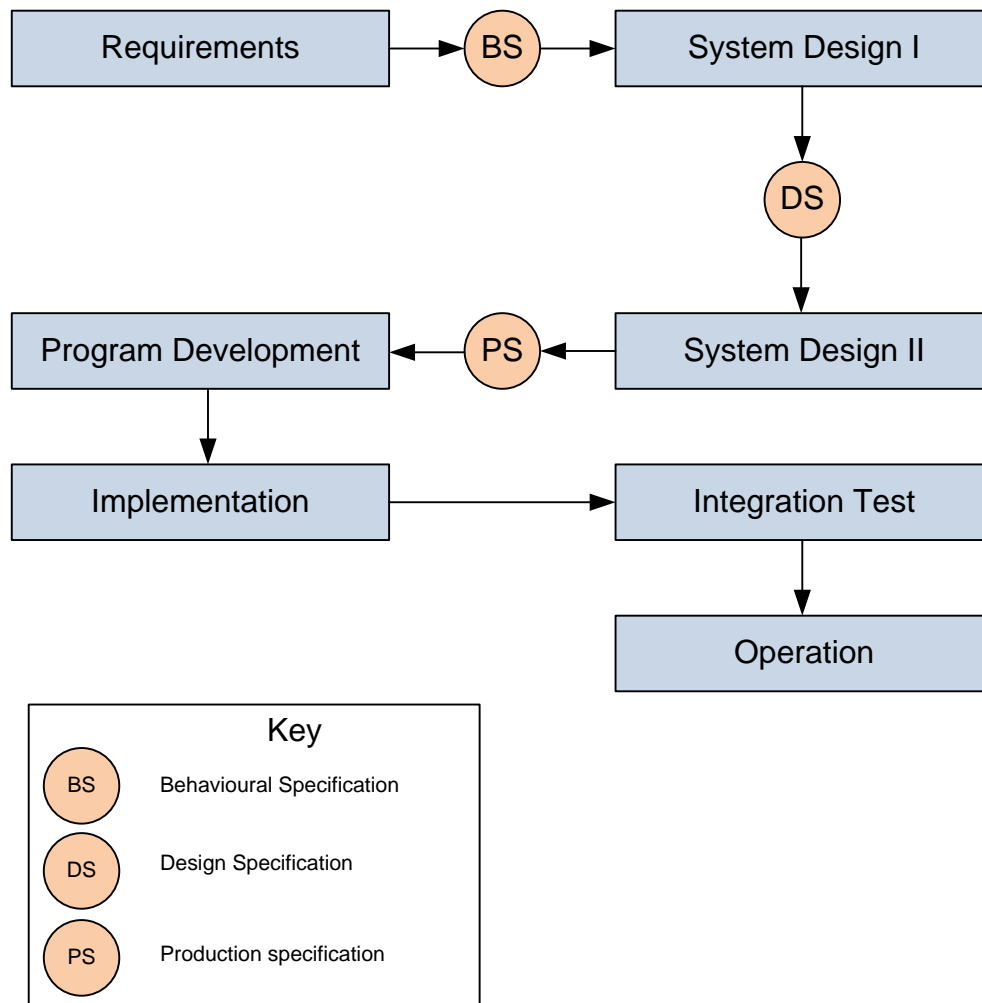 Requirements
BS
System Design I
DS
Program Development
PS
System Design II
Implementation
Integration Test
Operation
Key
BS
Behavioural Specification
DS
Design Specification
PS
Production specification